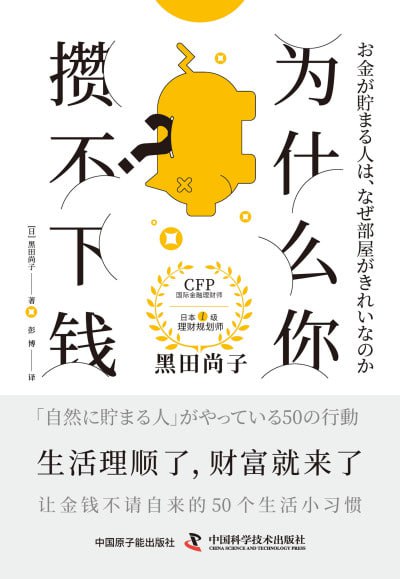 为什么你
攒不下钱
お金が貯まる人は、なぜ部屋がきれいなのか
[日]黑田尚子 著
彭博 译
CFP
国际金融理财师
日本1级
理财规划师
黑田尚子
「自然に貯まる人」がやっている50の行動
生活理顺了,财富就来了
让金钱不请自来的50个生活小习惯
中国原子能出版社
中国科学技术出版社
CHINA SCIENCE AND TECHNOLOGY PRESS